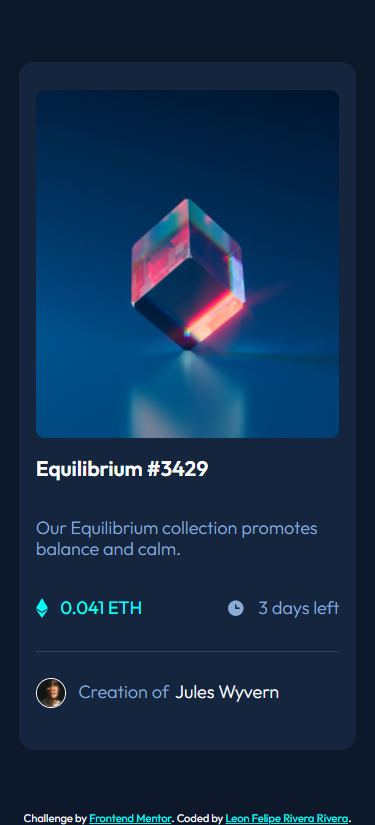 Equilibrium #3429
Our Equilibrium collection promotes
balance and calm.
0.041 ETH
3 days left
Creation of Jules Wyvern
Challenge by Frontend Mentor. Coded by Leon Felipe Rivera Rivera.